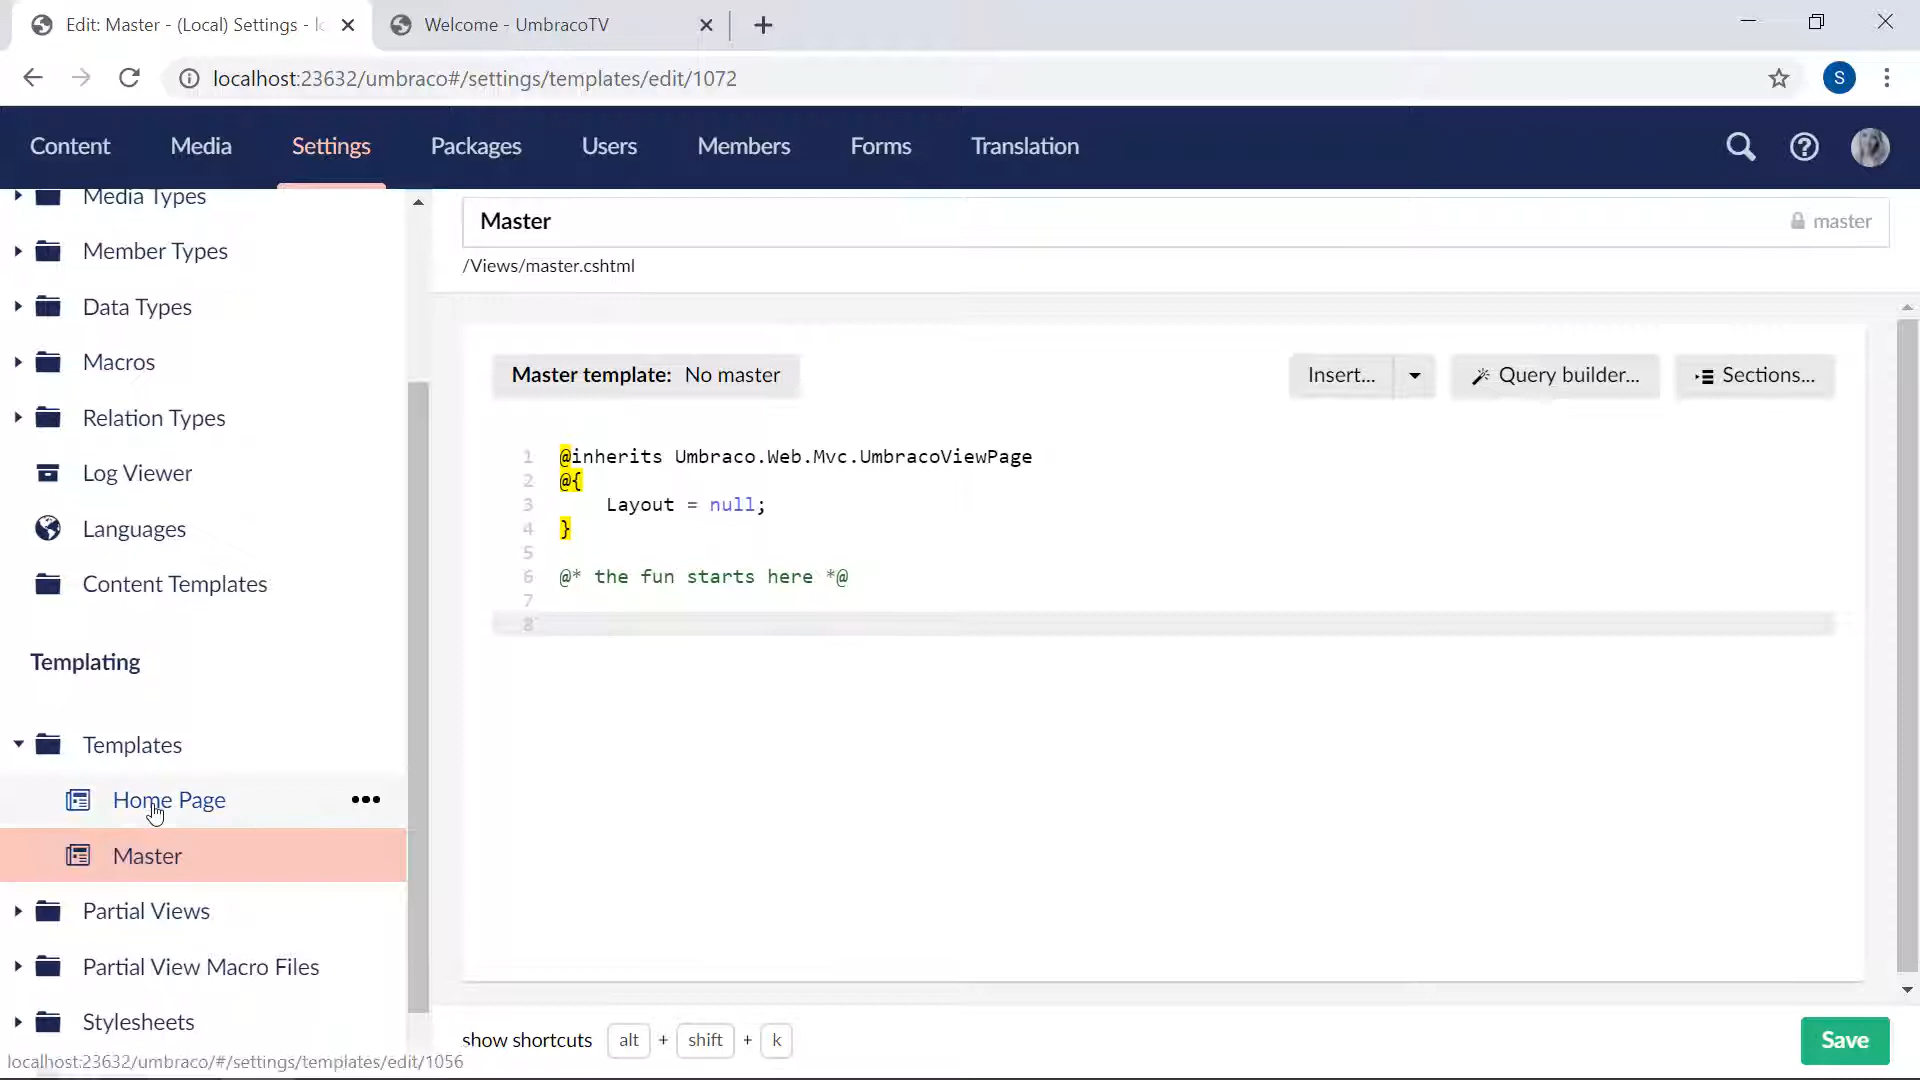 Edit: Master - (Local) Settings - lo
Welcome - UmbracoTV
localhost:23632/umbraco#/settings/templates/edit/1072
S
Content
Media
Settings
Packages
Users
Members
Forms
Translation
Media Types
Member Types
Data Types
Macros
Relation Types
Log Viewer
Languages
Content Templates
Templating
Templates
Home Page
Master
Partial Views
Partial View Macro Files
Stylesheets
localhost:23632/umbraco/#/settings/templates/edit/1056
Master
master
/Views/master.cshtml
Master template: No master
Insert...
Query builder...
Sections...
1 @inherits Umbraco.Web.Mvc.UmbracoViewPage
2 @{
3 Layout = null;
4 }
5
6 @* the fun starts here *@
7
8
show shortcuts alt + shift + k
Save